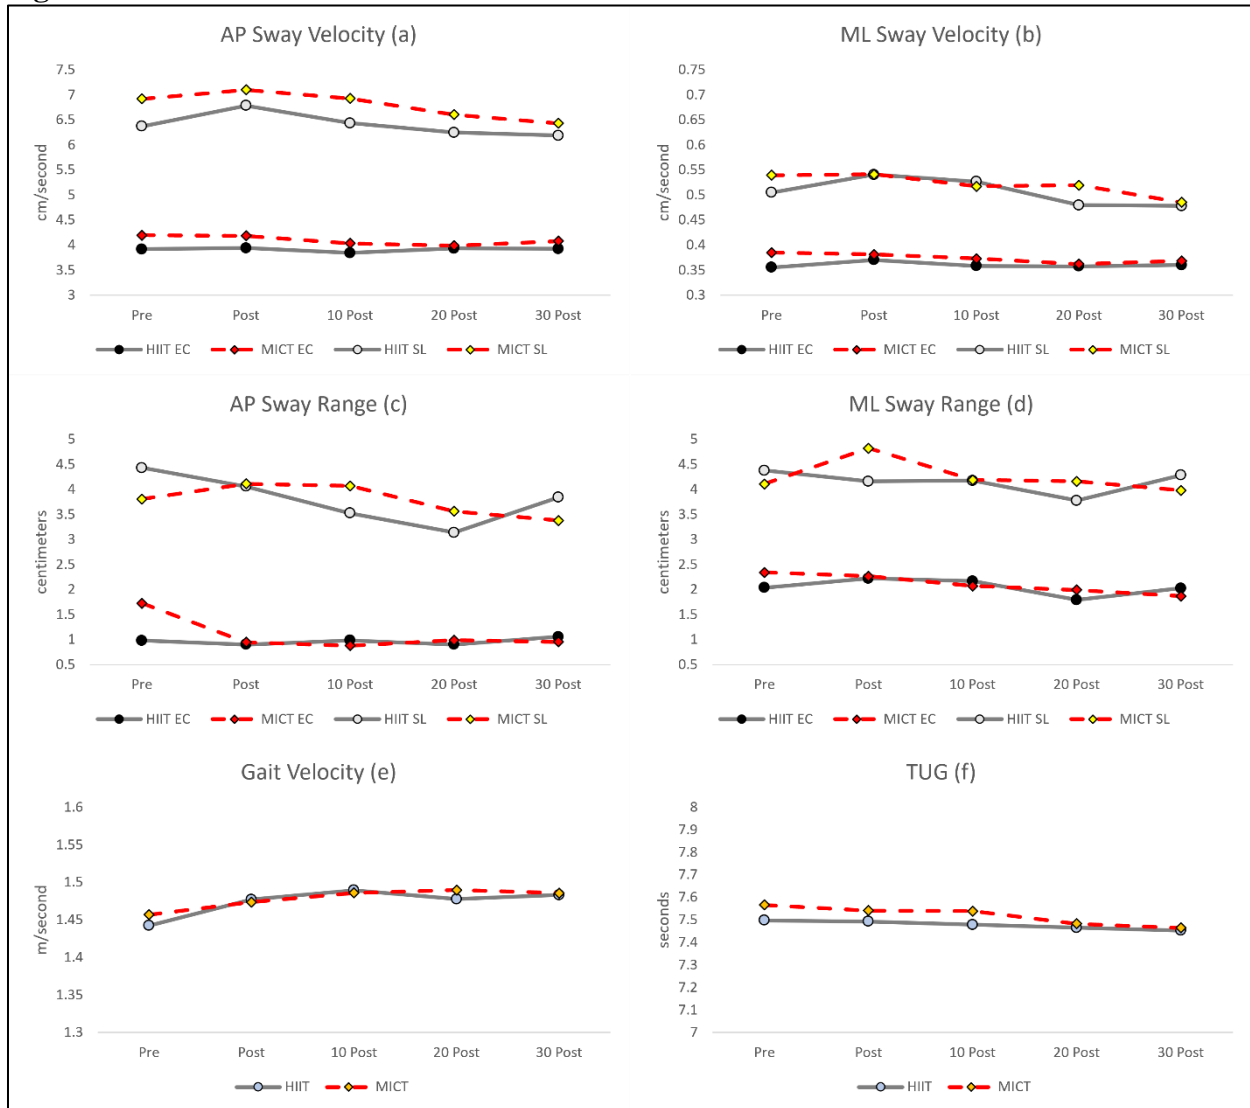 AP Sway Velocity (a)
7.5
7
6.5
6
5.5
5
4.5
4
3.5
3
cm/second
Pre Post 10 Post 20 Post 30 Post
HIIT EC MICT EC HIIT SL MICT SL
ML Sway Velocity (b)
0.75
0.7
0.65
0.6
0.55
0.5
0.45
0.4
0.35
0.3
cm/second
Pre Post 10 Post 20 Post 30 Post
HIIT EC MICT EC HIIT SL MICT SL
AP Sway Range (c)
5
4.5
4
3.5
3
2.5
2
1.5
1
0.5
centimeters
Pre Post 10 Post 20 Post 30 Post
HIIT EC MICT EC HIIT SL MICT SL
ML Sway Range (d)
5
4.5
4
3.5
3
2.5
2
1.5
1
0.5
centimeters
Pre Post 10 Post 20 Post 30 Post
HIIT EC MICT EC HIIT SL MICT SL
Gait Velocity (e)
1.6
1.55
1.5
1.45
1.4
1.35
1.3
m/second
Pre Post 10 Post 20 Post 30 Post
HIIT MICT
TUG (f)
8
7.9
7.8
7.7
7.6
7.5
7.4
7.3
7.2
7.1
7
seconds
Pre Post 10 Post 20 Post 30 Post
HIIT MICT